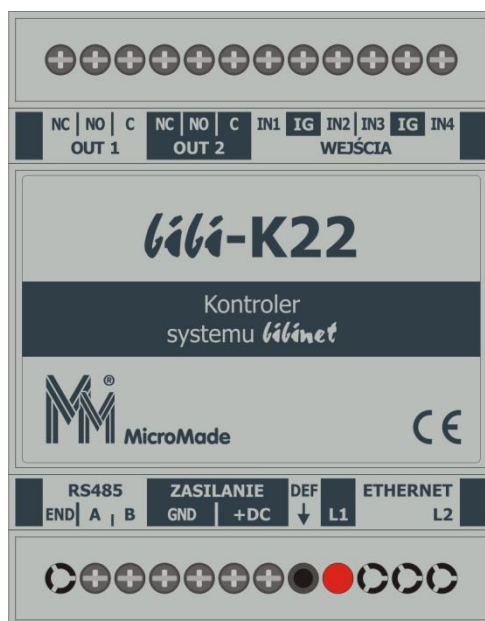 NC | NO | C NC | NO | C IN1 IG IN2 | IN3 IG IN4
OUT 1 OUT 2 WEJŚCIA
bibi-K22
Kontroler
systemu bibinet
MM ®
MicroMade
CE
RS485 ZASILANIE DEF ETHERNET
END| A | B GND | +DC ↓ L1 L2